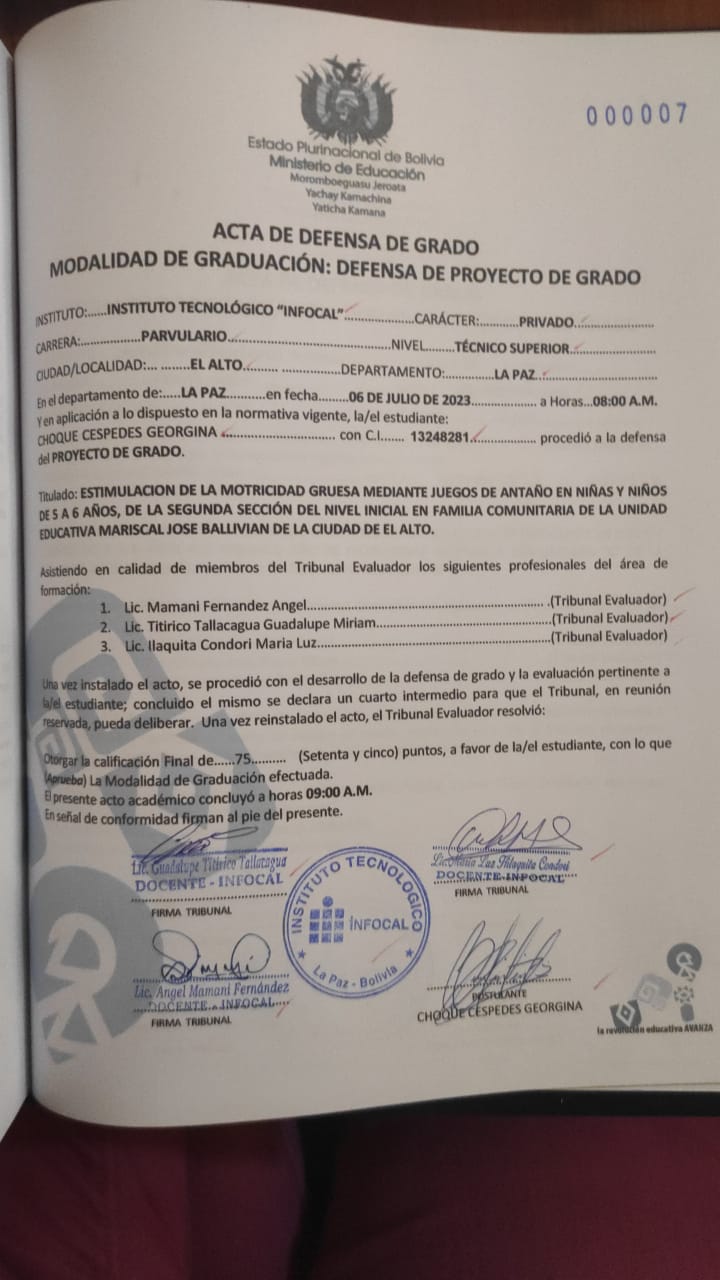 000007
Estado Plurinacional de Bolivia
Ministerio de Educación
Moromboeguasu Jeroata
Yachay Kamachina
Yaticha Kamana
ACTA DE DEFENSA DE GRADO
MODALIDAD DE GRADUACIÓN: DEFENSA DE PROYECTO DE GRADO
INSTITUTO:......INSTITUTO TECNOLÓGICO “INFOCAL”......................CARÁCTER:..........PRIVADO......................
CARRERA:...............PARVULARIO.....................................................NIVEL........TÉCNICO SUPERIOR......................
CIUDAD/LOCALIDAD:... ........EL ALTO......... ..................DEPARTAMENTO:...............LA PAZ..............................
En el departamento de:.....LA PAZ...........en fecha........06 DE JULIO DE 2023................. a Horas...08:00 A.M.
Y en aplicación a lo dispuesto en la normativa vigente, la/el estudiante:
CHOQUE CESPEDES GEORGINA .............................. con C.I....... 13248281................... procedió a la defensa
del PROYECTO DE GRADO.
Titulado: ESTIMULACION DE LA MOTRICIDAD GRUESA MEDIANTE JUEGOS DE ANTAÑO EN NIÑAS Y NIÑOS
DE 5 A 6 AÑOS, DE LA SEGUNDA SECCIÓN DEL NIVEL INICIAL EN FAMILIA COMUNITARIA DE LA UNIDAD
EDUCATIVA MARISCAL JOSE BALLIVIAN DE LA CIUDAD DE EL ALTO.
Asistiendo en calidad de miembros del Tribunal Evaluador los siguientes profesionales del área de
formación:
1. Lic. Mamani Fernandez Angel................................................................ .(Tribunal Evaluador)
2. Lic. Titirico Tallacagua Guadalupe Miriam...............................................(Tribunal Evaluador)
3. Lic. Ilaquita Condori Maria Luz...............................................................(Tribunal Evaluador)
Una vez instalado el acto, se procedió con el desarrollo de la defensa de grado y la evaluación pertinente a
la/el estudiante; concluido el mismo se declara un cuarto intermedio para que el Tribunal, en reunión
reservada, pueda deliberar. Una vez reinstalado el acto, el Tribunal Evaluador resolvió:
Otorgar la calificación Final de......75.......... (Setenta y cinco) puntos, a favor de la/el estudiante, con lo que
(Aprueba) La Modalidad de Graduación efectuada.
El presente acto académico concluyó a horas 09:00 A.M.
En señal de conformidad firman al pie del presente.
Lic. Guadalupe Titirico Tallacagua
DOCENTE - INFOCAL
FIRMA TRIBUNAL
Condori
DOCENTE-INFOCAL
FIRMA TRIBUNAL
INSTITUTO TECNOLOGICO
INFOCAL
La Paz - Bolivia
Lic. Angel Mamani Fernández
DOCENTE - INFOCAL
FIRMA TRIBUNAL
POSTULANTE
CHOQUE CESPEDES GEORGINA
la revolución educativa AVANZA